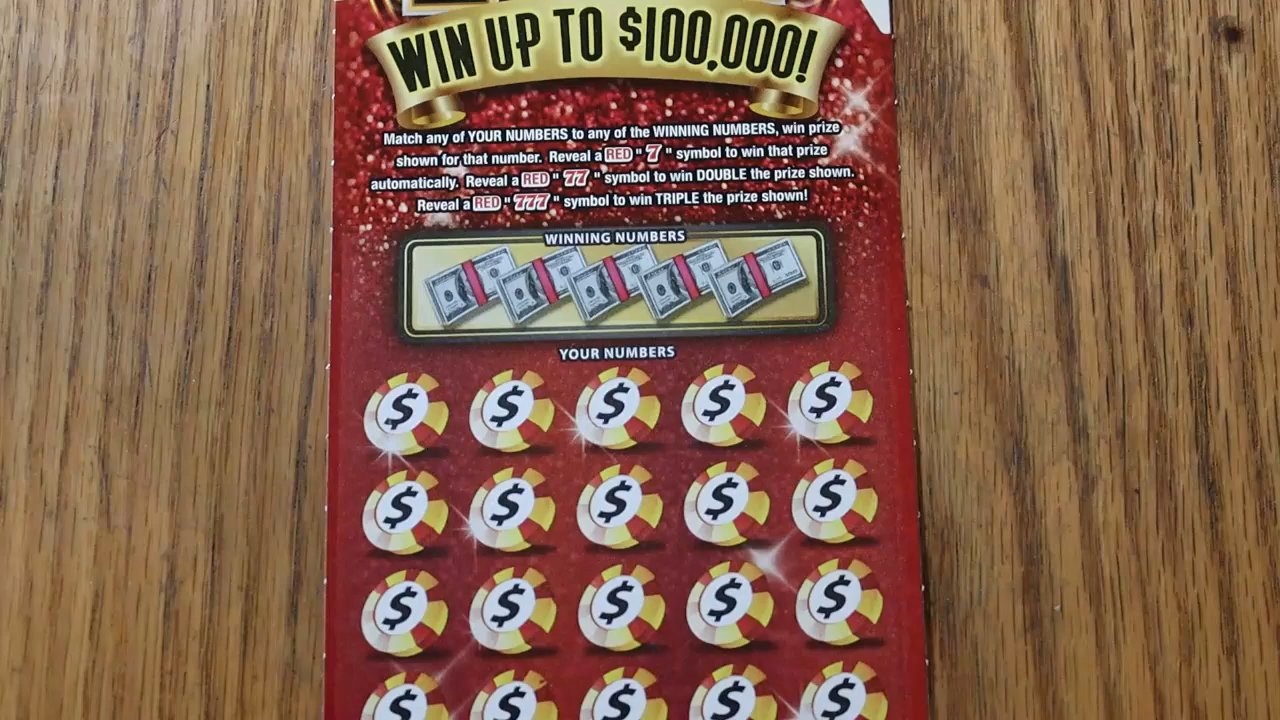 WIN UP TO $100,000!
Match any of YOUR NUMBERS to any of the WINNING NUMBERS, win prize
shown for that number. Reveal a RED "7" symbol to win that prize
automatically. Reveal a RED "77" symbol to win DOUBLE the prize shown.
Reveal a RED "777" symbol to win TRIPLE the prize shown!
WINNING NUMBERS
YOUR NUMBERS
$ $ $ $ $
$ $ $ $ $
$ $ $ $ $
$ $ $ $ $